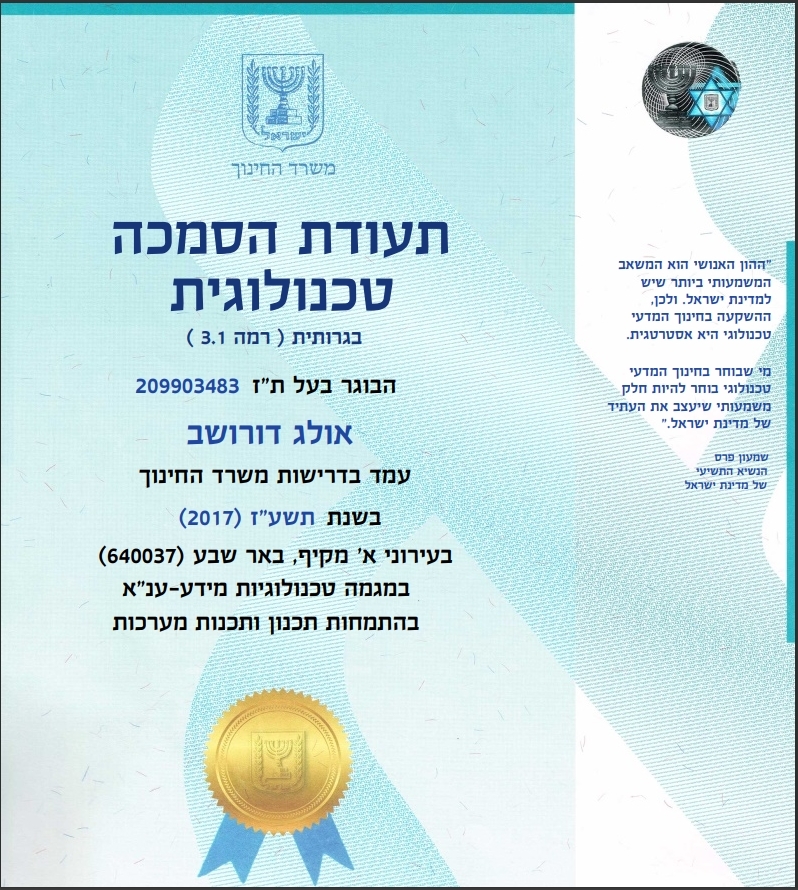 ישראל
משרד החינוך
תעודת הסמכה
טכנולוגית
בגרותית ( רמה 3.1 )
הבוגר בעל ת"ז 209903483
אולג דורושב
עמד בדרישות משרד החינוך
בשנת תשע"ז (2017)
בעירוני א' מקיף, באר שבע (640037)
במגמה טכנולוגיות מידע-ענ"א
בהתמחות תכנון ותכנות מערכות
"ההון האנושי הוא המשאב
המשמעותי ביותר שיש
למדינת ישראל. ולכן,
ההשקעה בחינוך המדעי
טכנולוגי היא אסטרטגית.
מי שבוחר בחינוך המדעי
טכנולוגי בוחר להיות חלק
משמעותי שיעצב את העתיד
של מדינת ישראל."
שמעון פרס
הנשיא התשיעי
של מדינת ישראל